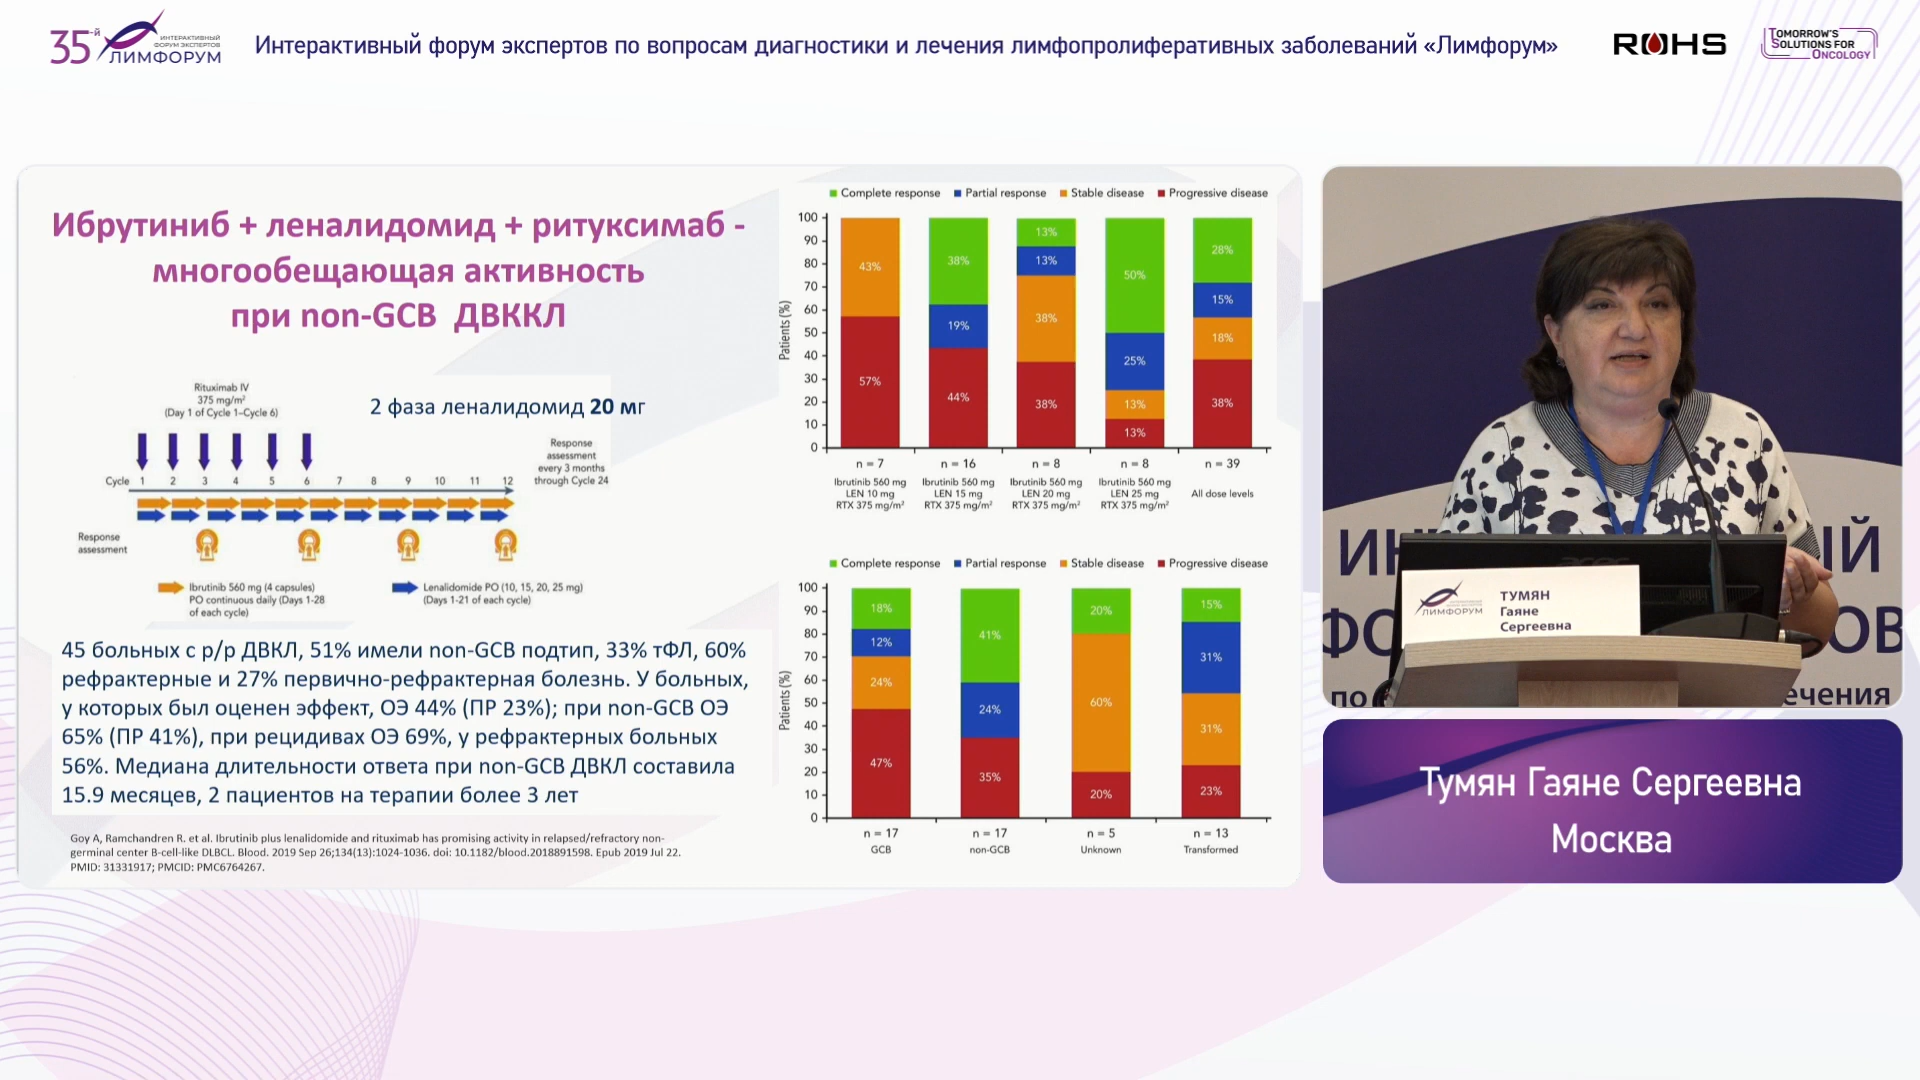 35-й
ИНТЕРАКТИВНЫЙ
ФОРУМ ЭКСПЕРТОВ
ЛИМФОРУМ
Интерактивный форум экспертов по вопросам диагностики и лечения лимфопролиферативных заболеваний «Лимфорум»
ROHS
TOMORROW'S
SOLUTIONS FOR
ONCOLOGY
Ибрутиниб + леналидомид + ритуксимаб -
многообещающая активность
при non-GCB ДВККЛ
Rituximab IV
375 mg/m²
(Day 1 of Cycle 1–Cycle 6)
2 фаза леналидомид 20 мг
Response
assessment
every 3 months
through Cycle 24
Cycle 1 2 3 4 5 6 7 8 9 10 11 12
Response
assessment
Ibrutinib 560 mg (4 capsules)
PO continuous daily (Days 1-28
of each cycle)
Lenalidomide PO (10, 15, 20, 25 mg)
(Days 1-21 of each cycle)
45 больных с р/р ДВКЛ, 51% имели non-GCB подтип, 33% тФЛ, 60%
рефрактерные и 27% первично-рефрактерная болезнь. У больных,
у которых был оценен эффект, ОЭ 44% (ПР 23%); при non-GCB ОЭ
65% (ПР 41%), при рецидивах ОЭ 69%, у рефрактерных больных
56%. Медиана длительности ответа при non-GCB ДВКЛ составила
15.9 месяцев, 2 пациентов на терапии более 3 лет
Goy A, Ramchandren R. et al. Ibrutinib plus lenalidomide and rituximab has promising activity in relapsed/refractory non-
germinal center B-cell-like DLBCL. Blood. 2019 Sep 26;134(13):1024-1036. doi: 10.1182/blood.2018891598. Epub 2019 Jul 22.
PMID: 31331917; PMCID: PMC6764267.
Complete response Partial response Stable disease Progressive disease
Patients (%)
100
90
80
70
60
50
40
30
20
10
0
43%
57%
38%
19%
44%
13%
13%
38%
38%
50%
25%
13%
13%
28%
15%
18%
38%
n = 7 n = 16 n = 8 n = 8 n = 39
Ibrutinib 560 mg Ibrutinib 560 mg Ibrutinib 560 mg Ibrutinib 560 mg
LEN 10 mg LEN 15 mg LEN 20 mg LEN 25 mg All dose levels
RTX 375 mg/m² RTX 375 mg/m² RTX 375 mg/m² RTX 375 mg/m²
Complete response Partial response Stable disease Progressive disease
Patients (%)
100
90
80
70
60
50
40
30
20
10
0
18%
12%
24%
47%
41%
24%
35%
20%
60%
20%
15%
31%
31%
23%
n = 17 n = 17 n = 5 n = 13
GCB non-GCB Unknown Transformed
acer
ЛИМФОРУМ
ТУМЯН
Гаяне
Сергеевна
Тумян Гаяне Сергеевна
Москва